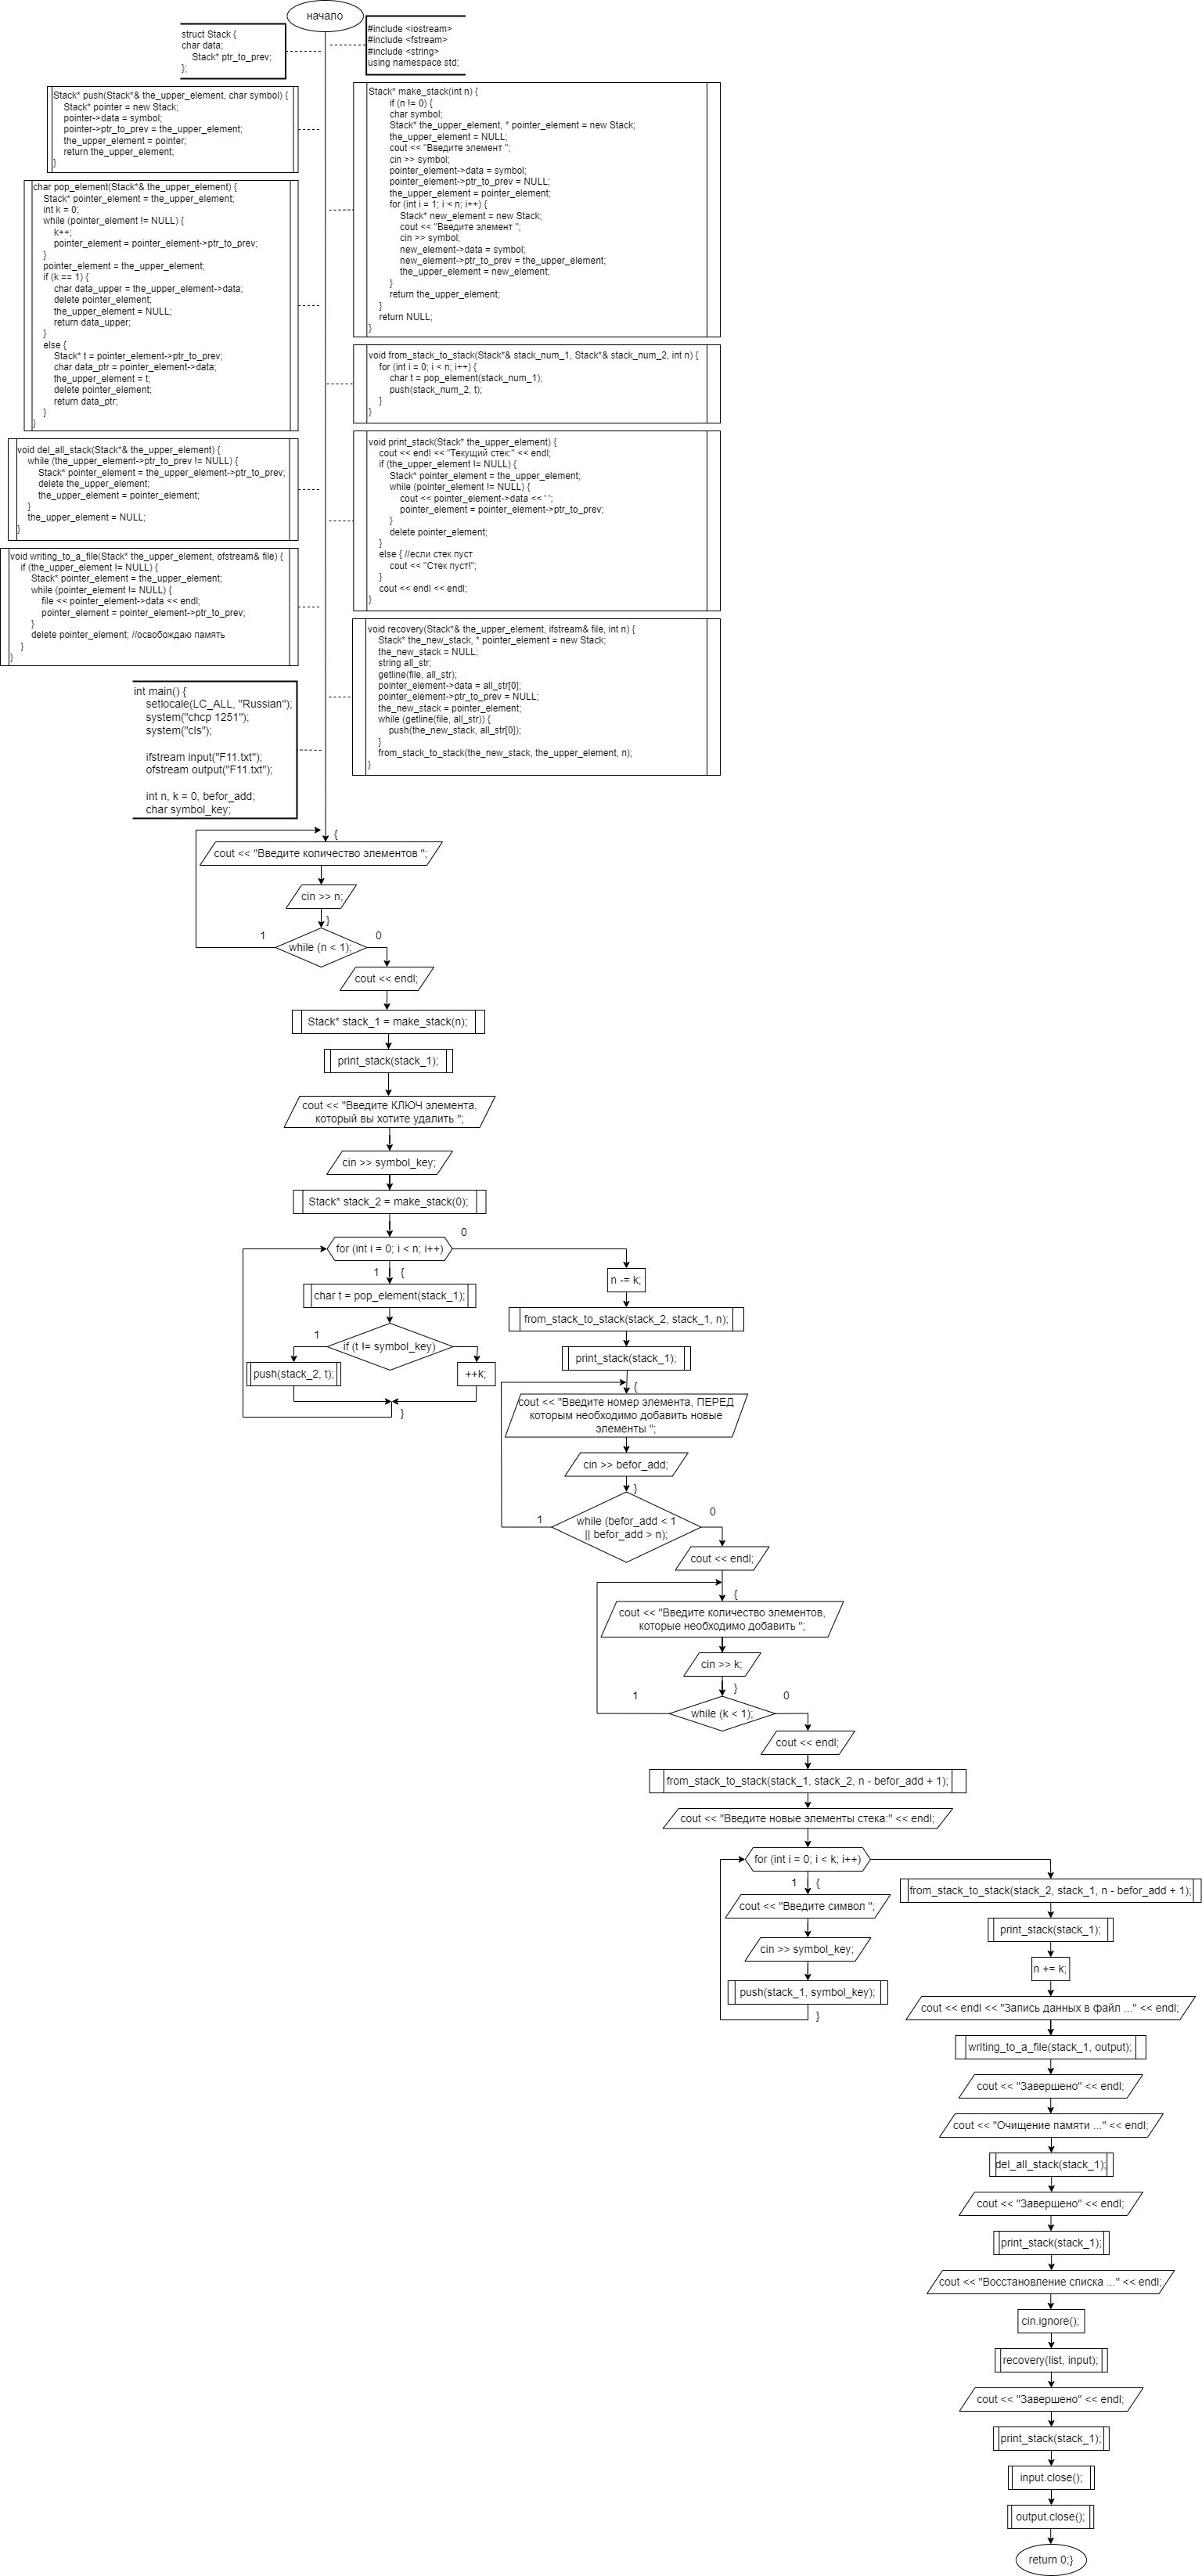 начало
struct Stack {
char data;
Stack* ptr_to_prev;
};
#include <iostream>
#include <fstream>
#include <string>
using namespace std;
Stack* push(Stack*& the_upper_element, char symbol) {
Stack* pointer = new Stack;
pointer->data = symbol;
pointer->ptr_to_prev = the_upper_element;
the_upper_element = pointer;
return the_upper_element;
}
Stack* make_stack(int n) {
if (n != 0) {
char symbol;
Stack* the_upper_element, * pointer_element = new Stack;
the_upper_element = NULL;
cout << "Введите элемент ";
cin >> symbol;
pointer_element->data = symbol;
pointer_element->ptr_to_prev = NULL;
the_upper_element = pointer_element;
for (int i = 1; i < n; i++) {
Stack* new_element = new Stack;
cout << "Введите элемент ";
cin >> symbol;
new_element->data = symbol;
new_element->ptr_to_prev = the_upper_element;
the_upper_element = new_element;
}
return the_upper_element;
}
return NULL;
}
char pop_element(Stack*& the_upper_element) {
Stack* pointer_element = the_upper_element;
int k = 0;
while (pointer_element != NULL) {
k++;
pointer_element = pointer_element->ptr_to_prev;
}
pointer_element = the_upper_element;
if (k == 1) {
char data_upper = the_upper_element->data;
delete pointer_element;
the_upper_element = NULL;
return data_upper;
}
else {
Stack* t = pointer_element->ptr_to_prev;
char data_ptr = pointer_element->data;
the_upper_element = t;
delete pointer_element;
return data_ptr;
}
}
void from_stack_to_stack(Stack*& stack_num_1, Stack*& stack_num_2, int n) {
for (int i = 0; i < n; i++) {
char t = pop_element(stack_num_1);
push(stack_num_2, t);
}
}
void del_all_stack(Stack*& the_upper_element) {
while (the_upper_element->ptr_to_prev != NULL) {
Stack* pointer_element = the_upper_element->ptr_to_prev;
delete the_upper_element;
the_upper_element = pointer_element;
}
the_upper_element = NULL;
}
void print_stack(Stack* the_upper_element) {
cout << endl << "Текущий стек:" << endl;
if (the_upper_element != NULL) {
Stack* pointer_element = the_upper_element;
while (pointer_element != NULL) {
cout << pointer_element->data << ' ';
pointer_element = pointer_element->ptr_to_prev;
}
delete pointer_element;
}
else { //если стек пуст
cout << "Стек пуст!";
}
cout << endl << endl;
}
void writing_to_a_file(Stack* the_upper_element, ofstream& file) {
if (the_upper_element != NULL) {
Stack* pointer_element = the_upper_element;
while (pointer_element != NULL) {
file << pointer_element->data << endl;
pointer_element = pointer_element->ptr_to_prev;
}
delete pointer_element; //освобождаю память
}
}
void recovery(Stack*& the_upper_element, ifstream& file, int n) {
Stack* the_new_stack, * pointer_element = new Stack;
the_new_stack = NULL;
string all_str;
getline(file, all_str);
pointer_element->data = all_str[0];
pointer_element->ptr_to_prev = NULL;
the_new_stack = pointer_element;
while (getline(file, all_str)) {
push(the_new_stack, all_str[0]);
}
from_stack_to_stack(the_new_stack, the_upper_element, n);
}
int main() {
setlocale(LC_ALL, "Russian");
system("chcp 1251");
system("cls");
ifstream input("F11.txt");
ofstream output("F11.txt");
int n, k = 0, befor_add;
char symbol_key;
{
cout << "Введите количество элементов ";
cin >> n;
}
1
0
while (n < 1);
cout << endl;
Stack* stack_1 = make_stack(n);
print_stack(stack_1);
cout << "Введите КЛЮЧ элемента,
который вы хотите удалить ";
cin >> symbol_key;
Stack* stack_2 = make_stack(0);
0
for (int i = 0; i < n; i++)
1
{
char t = pop_element(stack_1);
1
if (t != symbol_key)
push(stack_2, t);
++k;
}
n -= k;
from_stack_to_stack(stack_2, stack_1, n);
print_stack(stack_1);
{
cout << "Введите номер элемента, ПЕРЕД
которым необходимо добавить новые
элементы ";
cin >> befor_add;
}
0
1
while (befor_add < 1
|| befor_add > n);
cout << endl;
{
cout << "Введите количество элементов,
которые необходимо добавить ";
cin >> k;
}
1
0
while (k < 1);
cout << endl;
from_stack_to_stack(stack_1, stack_2, n - befor_add + 1);
cout << "Введите новые элементы стека:" << endl;
for (int i = 0; i < k; i++)
1
{
cout << "Введите символ ";
cin >> symbol_key;
push(stack_1, symbol_key);
}
from_stack_to_stack(stack_2, stack_1, n - befor_add + 1);
print_stack(stack_1);
n += k;
cout << endl << "Запись данных в файл ..." << endl;
writing_to_a_file(stack_1, output);
cout << "Завершено" << endl;
cout << "Очищение памяти ..." << endl;
del_all_stack(stack_1);
cout << "Завершено" << endl;
print_stack(stack_1);
cout << "Восстановление списка ..." << endl;
cin.ignore();
recovery(list, input);
cout << "Завершено" << endl;
print_stack(stack_1);
input.close();
output.close();
return 0;}